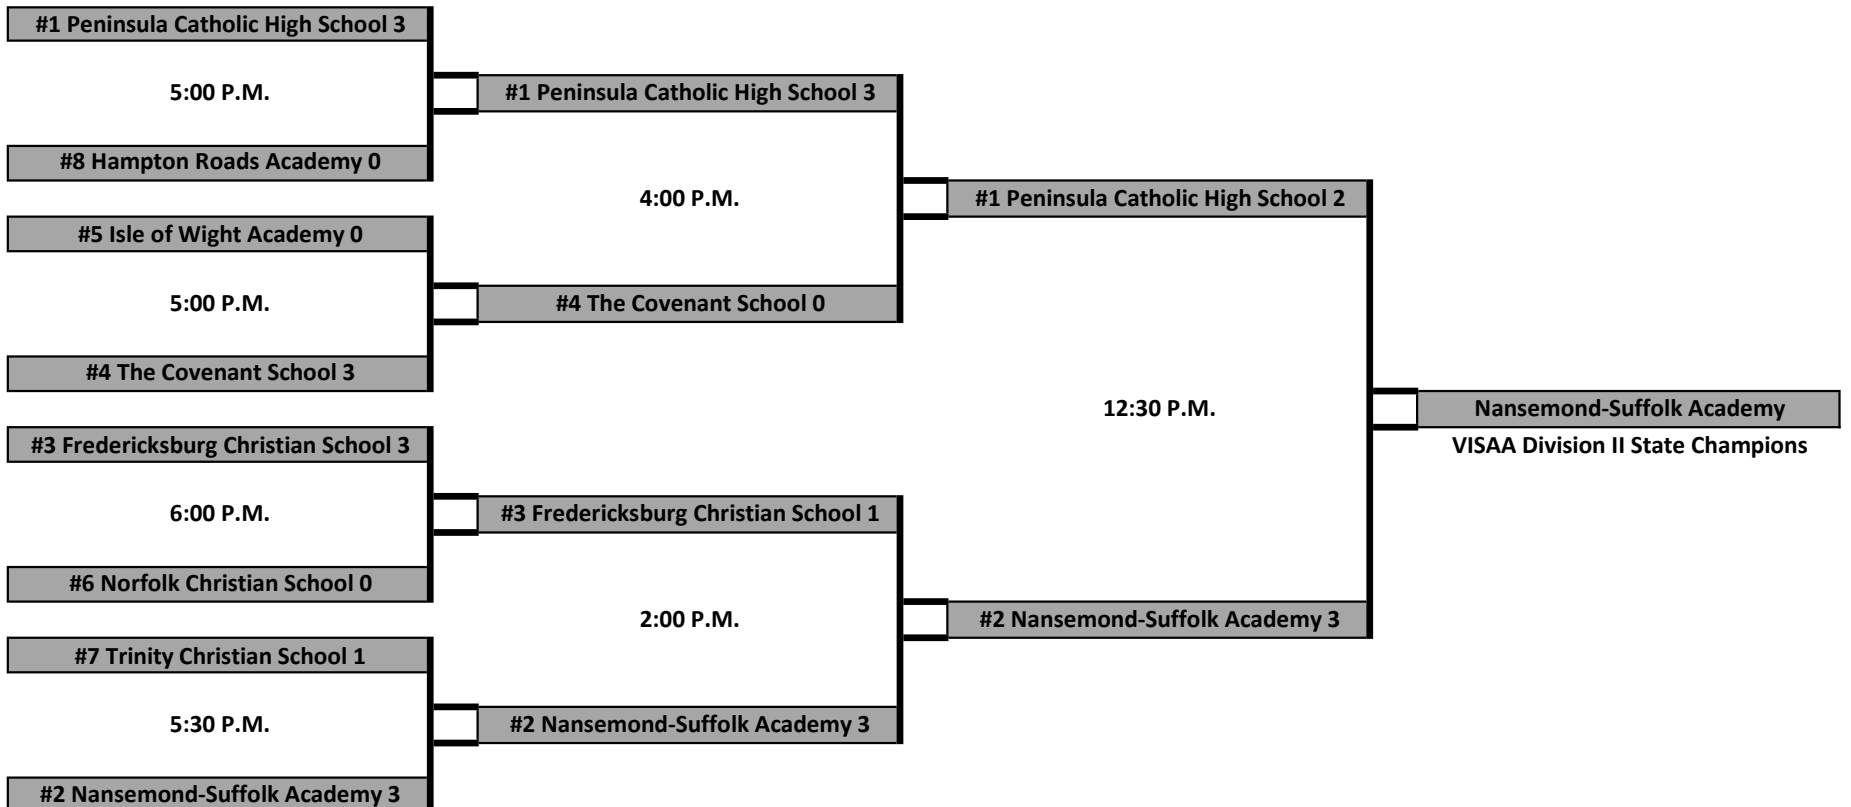 #1 Peninsula Catholic High School 3
5:00 P.M.
#8 Hampton Roads Academy 0
#5 Isle of Wight Academy 0
5:00 P.M.
#4 The Covenant School 3
#3 Fredericksburg Christian School 3
6:00 P.M.
#6 Norfolk Christian School 0
#7 Trinity Christian School 1
5:30 P.M.
#2 Nansemond-Suffolk Academy 3
#1 Peninsula Catholic High School 3
4:00 P.M.
#4 The Covenant School 0
#3 Fredericksburg Christian School 1
2:00 P.M.
#2 Nansemond-Suffolk Academy 3
#1 Peninsula Catholic High School 2
12:30 P.M.
#2 Nansemond-Suffolk Academy 3
Nansemond-Suffolk Academy
VISAA Division II State Champions